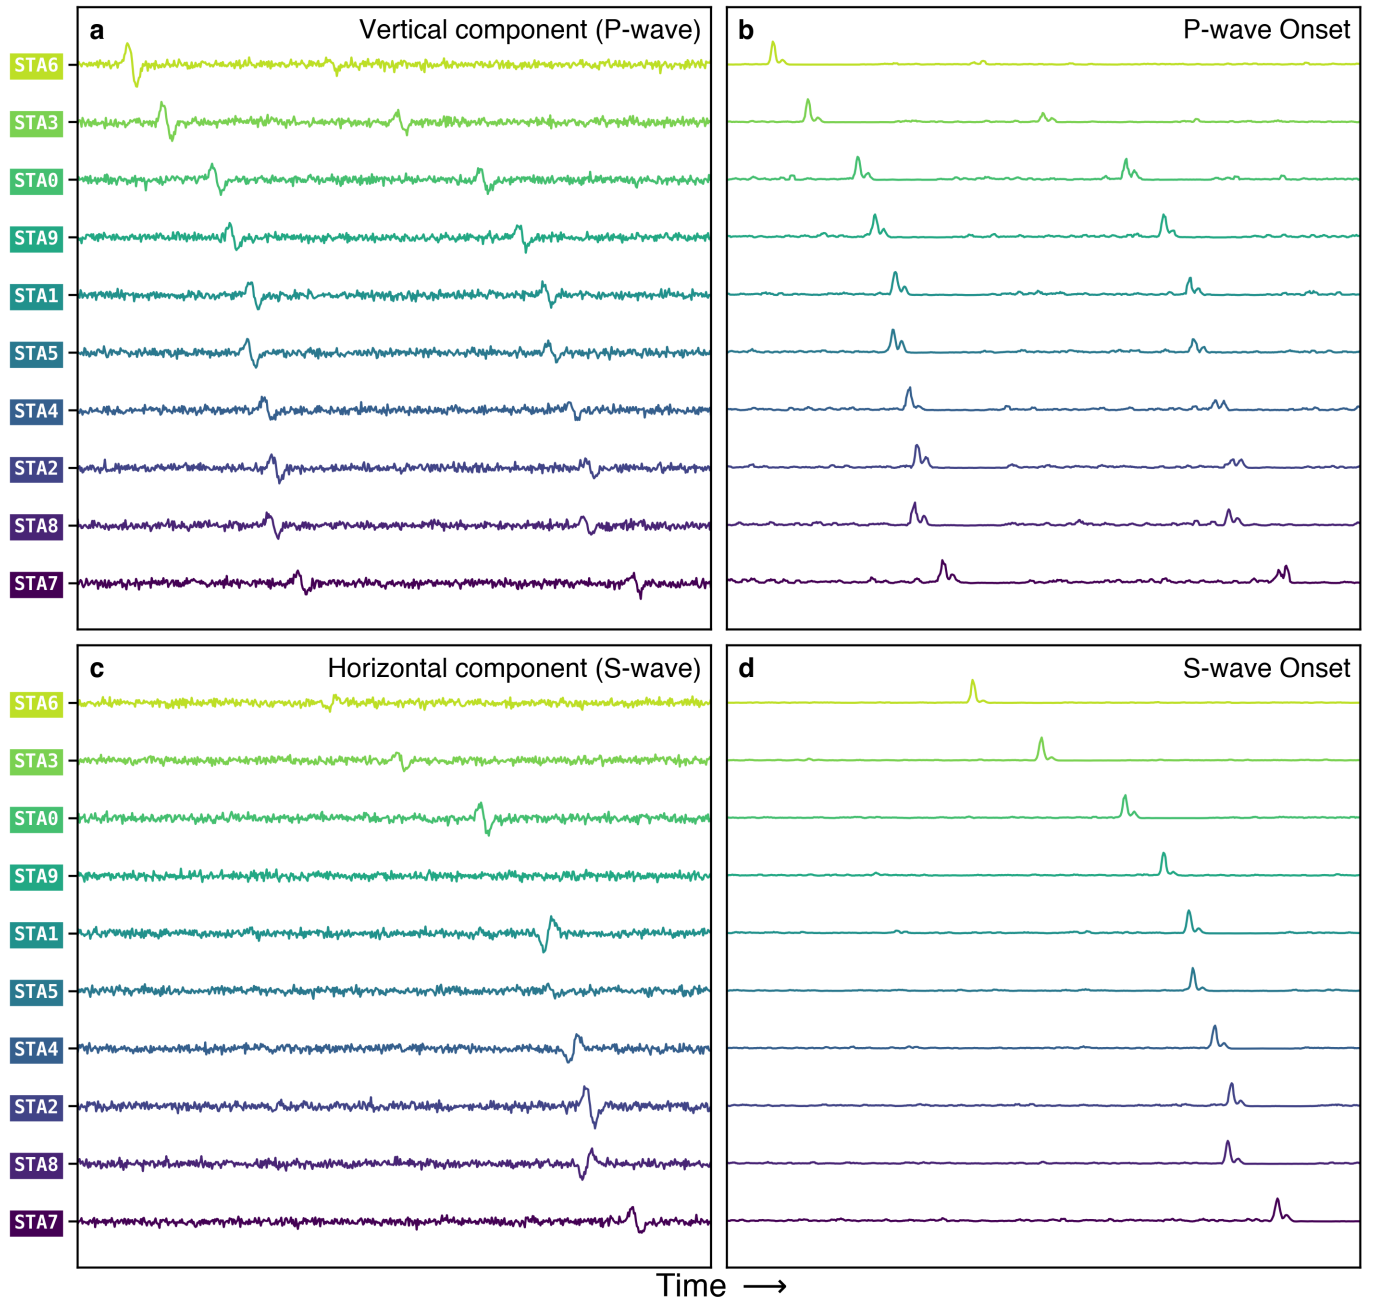 a Vertical component (P-wave)
STA6
STA3
STA0
STA9
STA1
STA5
STA4
STA2
STA8
STA7
b P-wave Onset
c Horizontal component (S-wave)
STA6
STA3
STA0
STA9
STA1
STA5
STA4
STA2
STA8
STA7
d S-wave Onset
Time ⟶